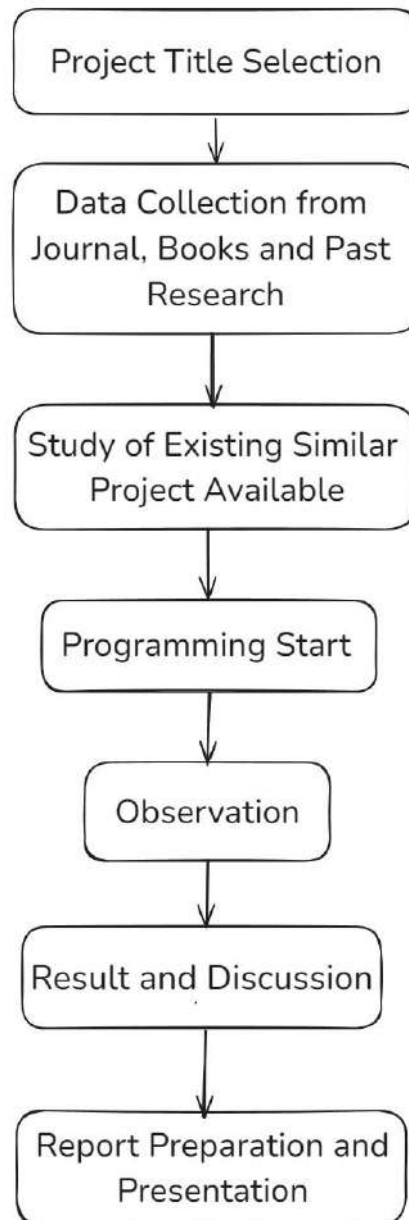 Project Title Selection
Data Collection from
Journal, Books and Past
Research
Study of Existing Similar
Project Available
Programming Start
Observation
Result and Discussion
Report Preparation and
Presentation